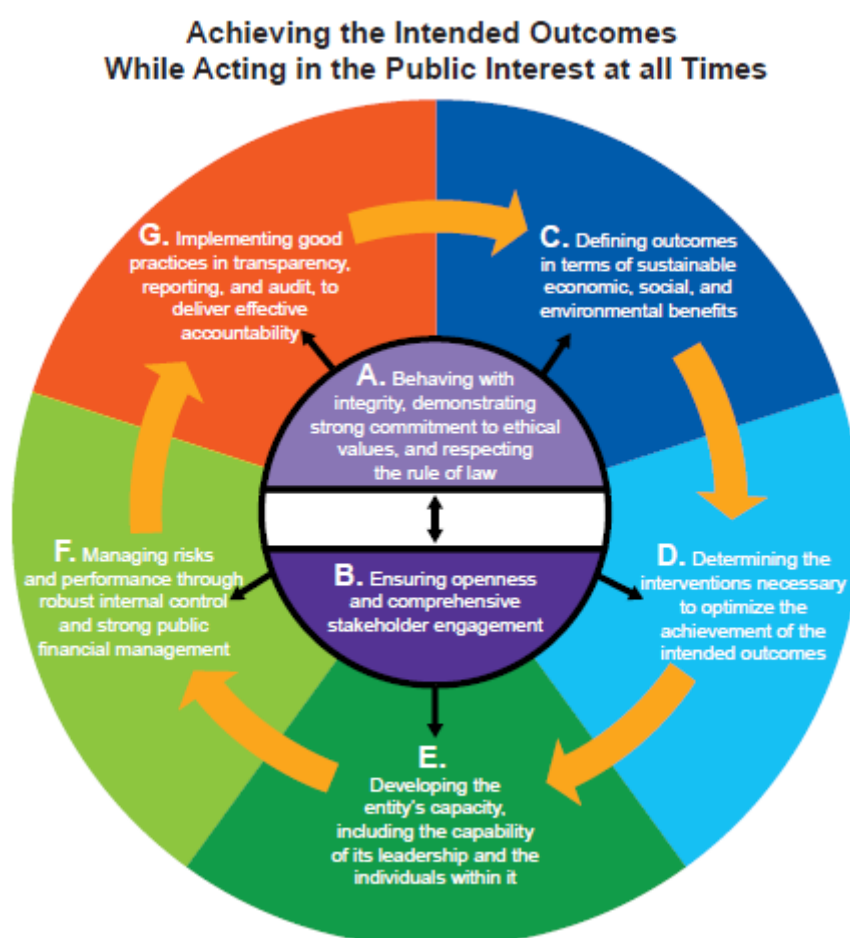 Achieving the Intended Outcomes
While Acting in the Public Interest at all Times
G. Implementing good
practices in transparency,
reporting, and audit, to
deliver effective
accountability
C. Defining outcomes
in terms of sustainable
economic, social, and
environmental benefits
A. Behaving with
integrity, demonstrating
strong commitment to ethical
values, and respecting
the rule of law
B. Ensuring openness
and comprehensive
stakeholder engagement
F. Managing risks
and performance through
robust internal control
and strong public
financial management
D. Determining the
interventions necessary
to optimize the
achievement of the
intended outcomes
E.
Developing the
entity's capacity,
including the capability
of its leadership and the
individuals within it